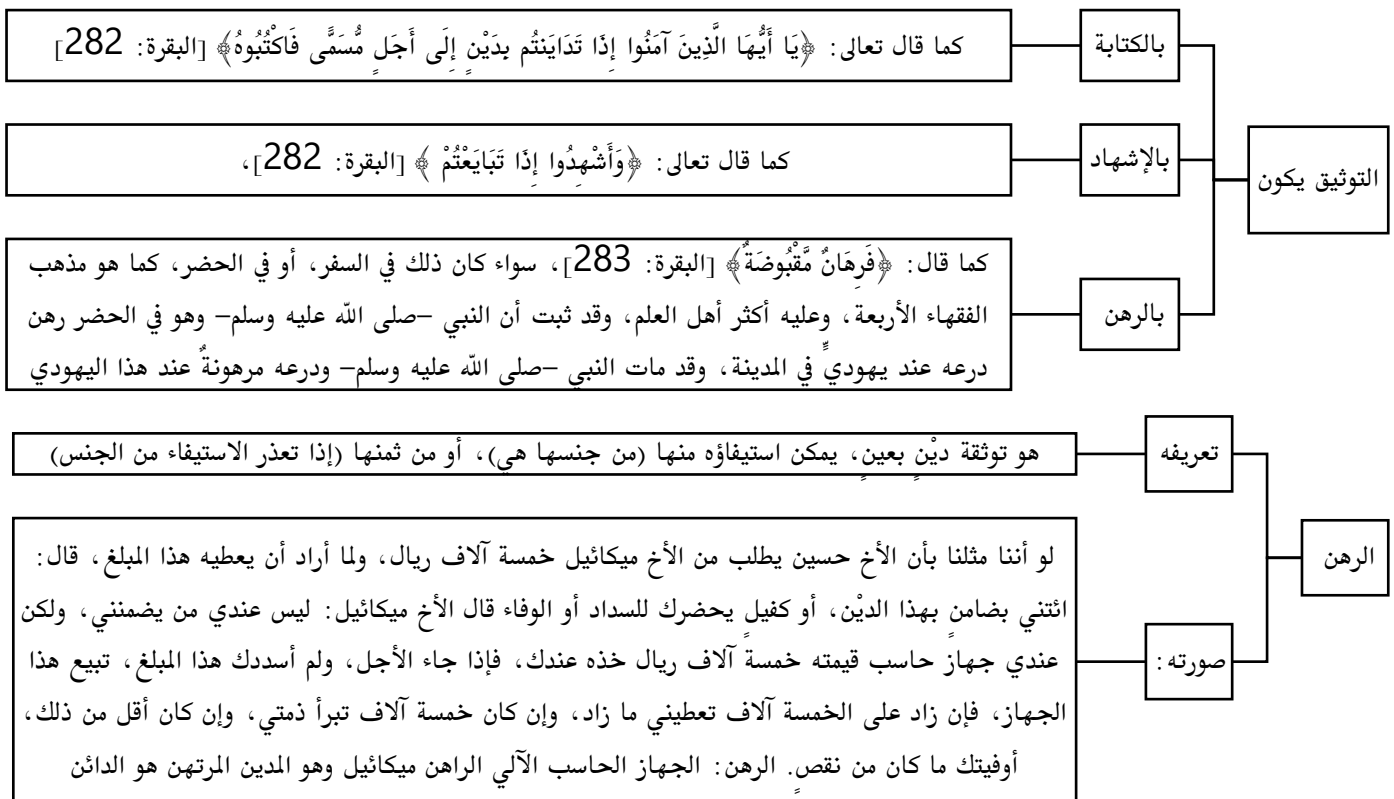 التوثيق يكون
بالكتابة
كما قال تعالى: ﴿يَا أَيُّهَا الَّذِينَ آمَنُوا إِذَا تَدَايَنتُم بِدَيْنٍ إِلَى أَجَلٍ مُّسَمًّى فَاكْتُبُوهُ﴾ [البقرة: 282]
بالإشهاد
كما قال تعالى: ﴿وَأَشْهِدُوا إِذَا تَبَايَعْتُمْ ﴾ [البقرة: 282]،
بالرهن
كما قال: ﴿فَرِهَانٌ مَّقْبُوضَةٌ﴾ [البقرة: 283]، سواء كان ذلك في السفر، أو في الحضر، كما هو مذهب
الفقهاء الأربعة، وعليه أكثر أهل العلم، وقد ثبت أن النبي –صلى الله عليه وسلم– وهو في الحضر رهن
درعه عند يهوديٍّ في المدينة، وقد مات النبي –صلى الله عليه وسلم– ودرعه مرهونةٌ عند هذا اليهودي
الرهن
تعريفه
هو توثقة ديْنٍ بعينٍ، يمكن استيفاؤه منها (من جنسها هي)، أو من ثمنها (إذا تعذر الاستيفاء من الجنس)
صورته:
لو أننا مثلنا بأن الأخ حسين يطلب من الأخ ميكائيل خمسة آلاف ريال، ولما أراد أن يعطيه هذا المبلغ، قال:
ائتني بضامنٍ بهذا الديْن، أو كفيلٍ يحضرك للسداد أو الوفاء قال الأخ ميكائيل: ليس عندي من يضمنني، ولكن
عندي جهاز حاسب قيمته خمسة آلاف ريال خذه عندك، فإذا جاء الأجل، ولم أسددك هذا المبلغ، تبيع هذا
الجهاز، فإن زاد على الخمسة آلاف تعطيني ما زاد، وإن كان خمسة آلاف تبرأ ذمتي، وإن كان أقل من ذلك،
أوفيتك ما كان من نقصٍ. الرهن: الجهاز الحاسب الآلي الراهن ميكائيل وهو المدين المرتهن هو الدائن